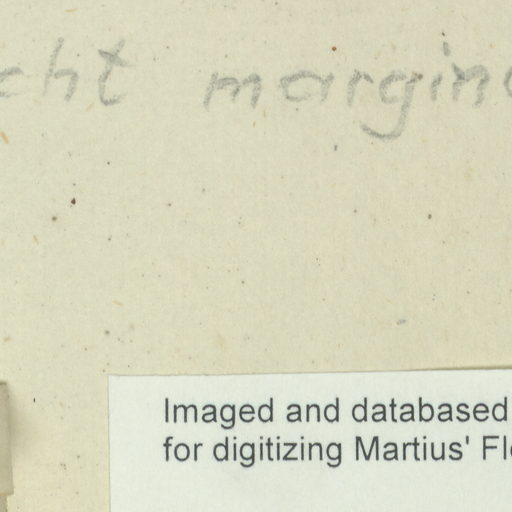 cht margin
Imaged and databased
for digitizing Martius' Fl